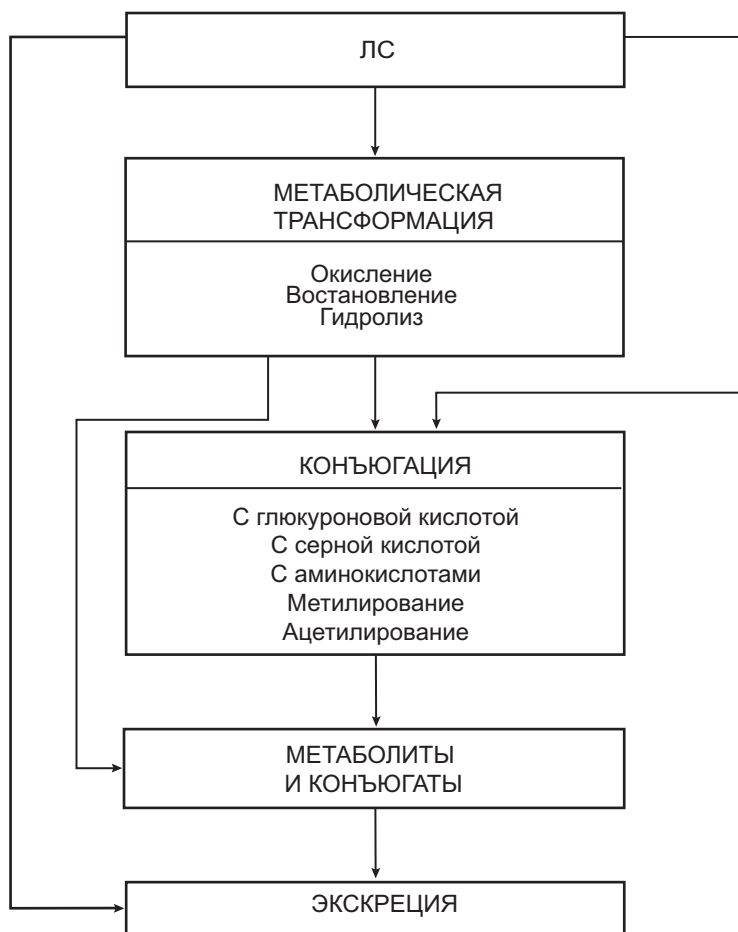 ЛС
МЕТАБОЛИЧЕСКАЯ
ТРАНСФОРМАЦИЯ
Окисление
Востановление
Гидролиз
КОНЪЮГАЦИЯ
С глюкуроновой кислотой
С серной кислотой
С аминокислотами
Метилирование
Ацетилирование
МЕТАБОЛИТЫ
И КОНЪЮГАТЫ
ЭКСКРЕЦИЯ